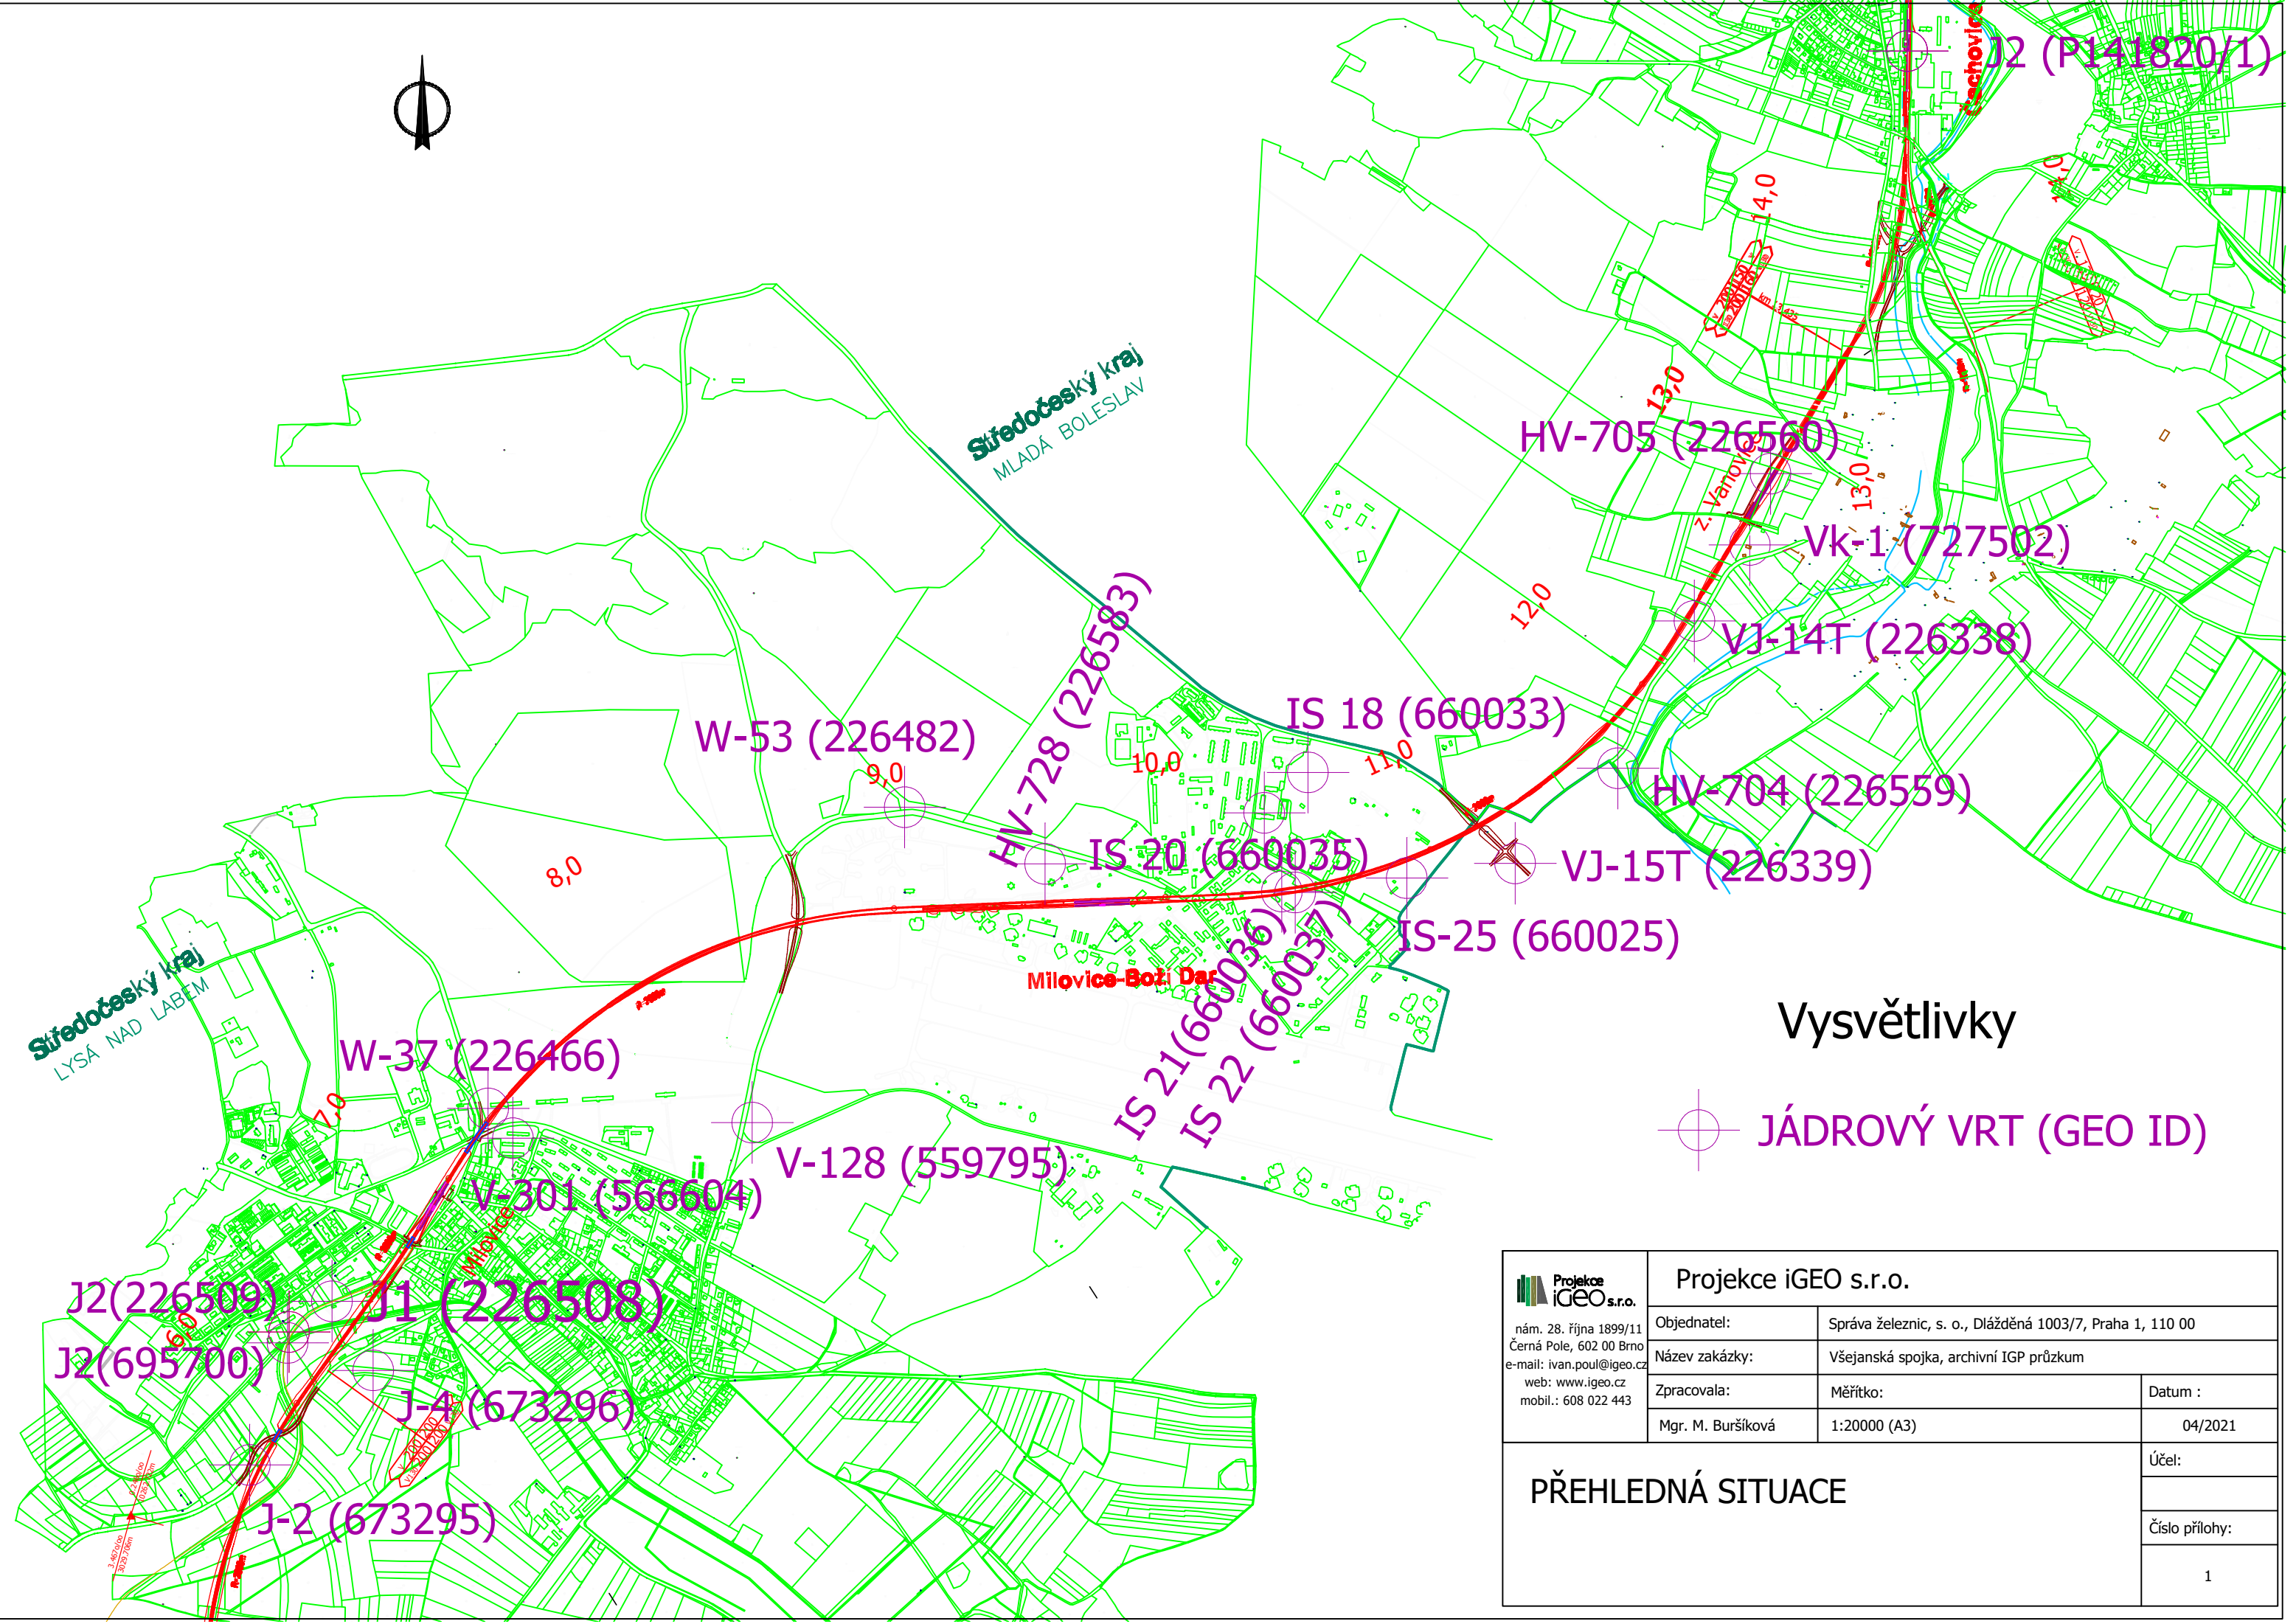 J2 (P141820/1)
14,0
14,0
km 13,435
Středočeský kraj
MLADÁ BOLESLAV
13,0
HV-705 (226560)
z. Vanovice
13,0
Vk-1 (727502)
12,0
VJ-14T (226338)
HV-728 (226583)
IS 18 (660033)
W-53 (226482)
9,0
10,0
11,0
HV-704 (226559)
IS 20 (660035)
VJ-15T (226339)
8,0
IS-25 (660025)
IS 21(660036)
IS 22 (660037)
Milovice-Boží Dar
Středočeský kraj
LYSÁ NAD LABEM
W-37 (226466)
7,0
V-128 (559795)
V-301 (566604)
Milovice
J2(226509)
J1 (226508)
6,0
J2(695700)
J-4 (673296)
J-2 (673295)
Vysvětlivky
JÁDROVÝ VRT (GEO ID)
Projekce
iGEO s.r.o.
nám. 28. října 1899/11
Černá Pole, 602 00 Brno
e-mail: ivan.poul@igeo.cz
web: www.igeo.cz
mobil.: 608 022 443
Projekce iGEO s.r.o.
Objednatel: Správa železnic, s. o., Dlážděná 1003/7, Praha 1, 110 00
Název zakázky: Všejanská spojka, archivní IGP průzkum
Zpracovala: Měřítko: Datum :
Mgr. M. Buršíková 1:20000 (A3) 04/2021
PŘEHLEDNÁ SITUACE
Účel:
Číslo přílohy:
1